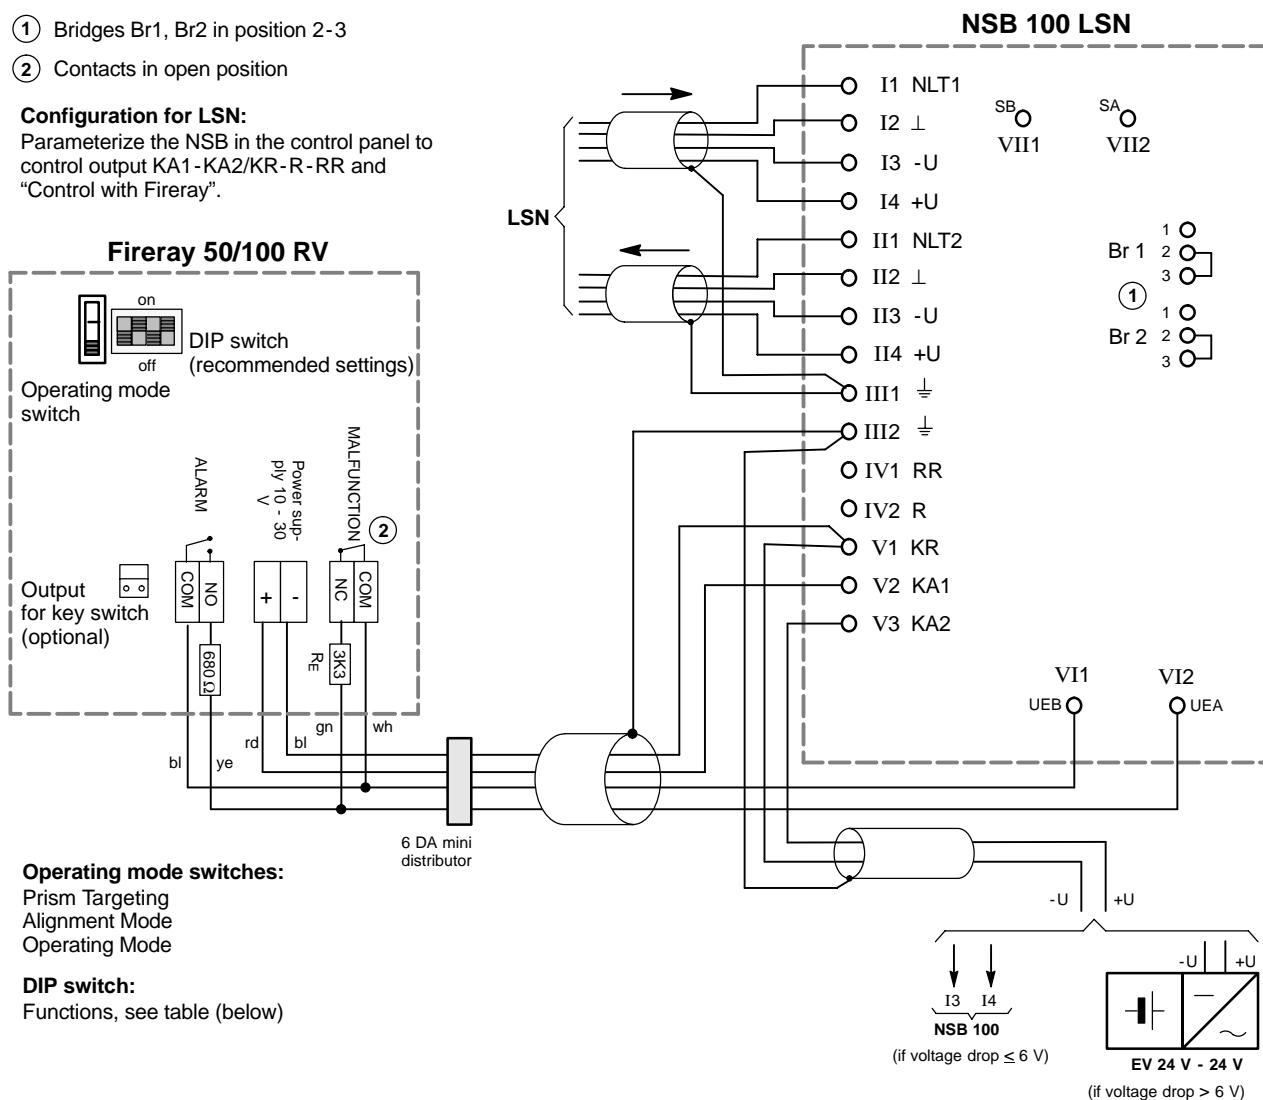 1 Bridges Br1, Br2 in position 2-3
2 Contacts in open position
Configuration for LSN:
Parameterize the NSB in the control panel to
control output KA1-KA2/KR-R-RR and
“Control with Fireray”.
NSB 100 LSN
I1 NLT1
I2 ⊥
I3 -U
I4 +U
II1 NLT2
II2 ⊥
II3 -U
II4 +U
III1 ⏚
III2 ⏚
IV1 RR
IV2 R
V1 KR
V2 KA1
V3 KA2
SB
VII1
SA
VII2
Br 1
1
2
3
1
Br 2
1
2
3
VI1
UEB
VI2
UEA
LSN
Fireray 50/100 RV
on
off
DIP switch
(recommended settings)
Operating mode
switch
ALARM
Power sup-
ply 10 - 30
V
MALFUNCTION
2
Output
for key switch
(optional)
COM
NO
+
-
NC
COM
680 Ω
RE
3K3
bl
ye
rd
bl
gn
wh
6 DA mini
distributor
Operating mode switches:
Prism Targeting
Alignment Mode
Operating Mode
DIP switch:
Functions, see table (below)
-U
+U
I3
I4
NSB 100
(if voltage drop ≤ 6 V)
-U
+U
EV 24 V - 24 V
(if voltage drop > 6 V)